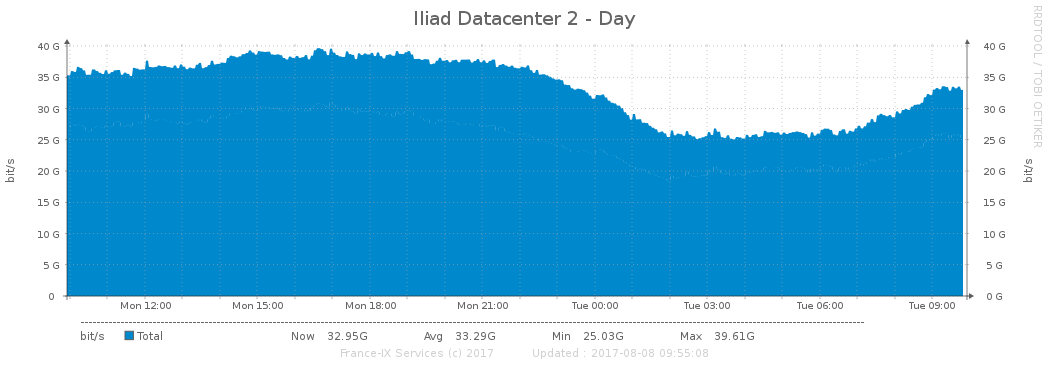 Iliad Datacenter 2 - Day
RRDTOOL / TOBI OETIKER
40 G 40 G
35 G 35 G
30 G 30 G
25 G 25 G
20 G 20 G
15 G 15 G
10 G 10 G
5 G 5 G
0 0 G
bit/s bit/s
Mon 12:00 Mon 15:00 Mon 18:00 Mon 21:00 Tue 00:00 Tue 03:00 Tue 06:00 Tue 09:00
bit/s Total Now 32.95G Avg 33.29G Min 25.03G Max 39.61G
France-IX Services (c) 2017 Updated : 2017-08-08 09:55:08